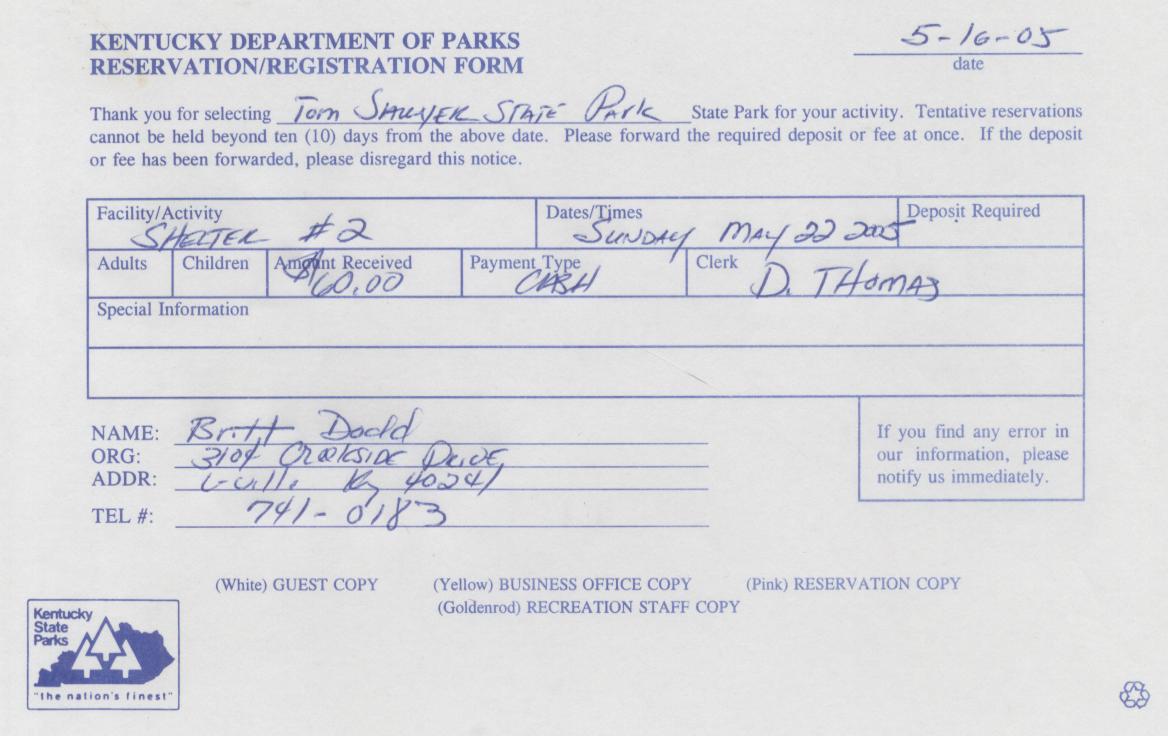 KENTUCKY DEPARTMENT OF PARKS
RESERVATION/REGISTRATION FORM
5-16-05
date
Thank you for selecting Tom Sawyer State Park State Park for your activity. Tentative reservations
cannot be held beyond ten (10) days from the above date. Please forward the required deposit or fee at once. If the deposit
or fee has been forwarded, please disregard this notice.
Facility/Activity
SHELTER #2
Dates/Times
SUNDAY MAY 22 2005
Deposit Required
Adults
Children
Amount Received
$60.00
Payment Type
CASH
Clerk
D. THOMAS
Special Information
NAME: Britt Dodd
ORG: 3104 DRIVE
ADDR: L-ville Ky 40241
TEL #: 741-0183
If you find any error in
our information, please
notify us immediately.
(White) GUEST COPY (Yellow) BUSINESS OFFICE COPY (Pink) RESERVATION COPY
(Goldenrod) RECREATION STAFF COPY
Kentucky
State
Parks
"the nation's finest"